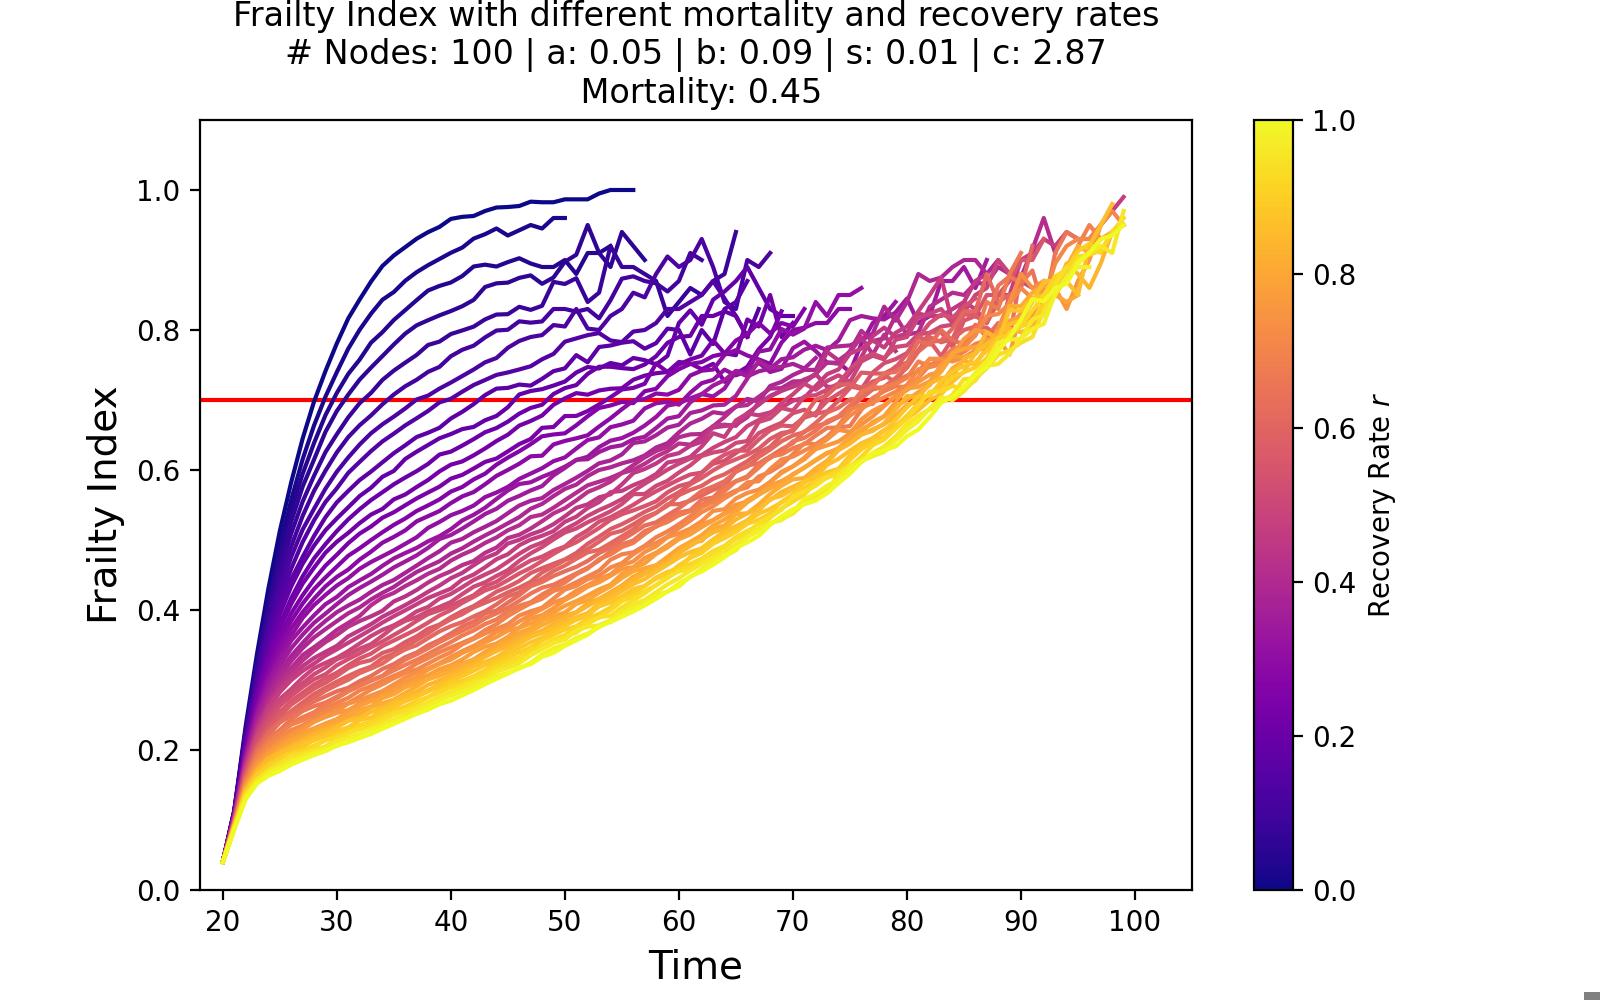 Frailty Index with different mortality and recovery rates
# Nodes: 100 | a: 0.05 | b: 0.09 | s: 0.01 | c: 2.87
Mortality: 0.45
1.0
0.8
0.6
0.4
0.2
0.0
Frailty Index
20 30 40 50 60 70 80 90 100
Time
1.0
0.8
0.6
0.4
0.2
0.0
Recovery Rate r